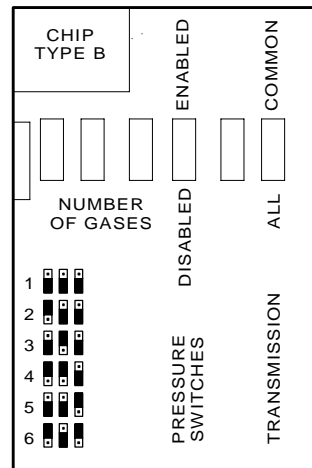 CHIP
TYPE B
ENABLED
COMMON
NUMBER
OF GASES
DISABLED
ALL
1
2
3
4
5
6
PRESSURE
SWITCHES
TRANSMISSION